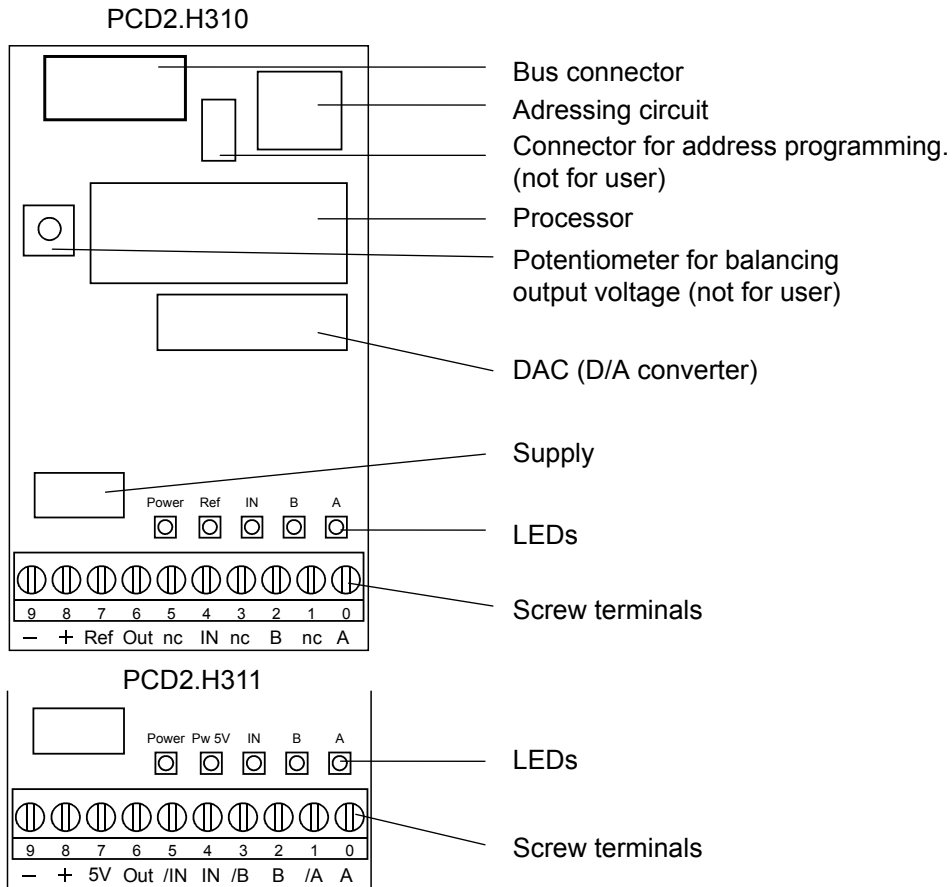 PCD2.H310
Bus connector
Adressing circuit
Connector for address programming.
(not for user)
Processor
Potentiometer for balancing
output voltage (not for user)
DAC (D/A converter)
Supply
Power Ref IN B A
LEDs
Screw terminals
9 8 7 6 5 4 3 2 1 0
– + Ref Out nc IN nc B nc A
PCD2.H311
Power Pw 5V IN B A
LEDs
Screw terminals
9 8 7 6 5 4 3 2 1 0
– + 5V Out /IN IN /B B /A A